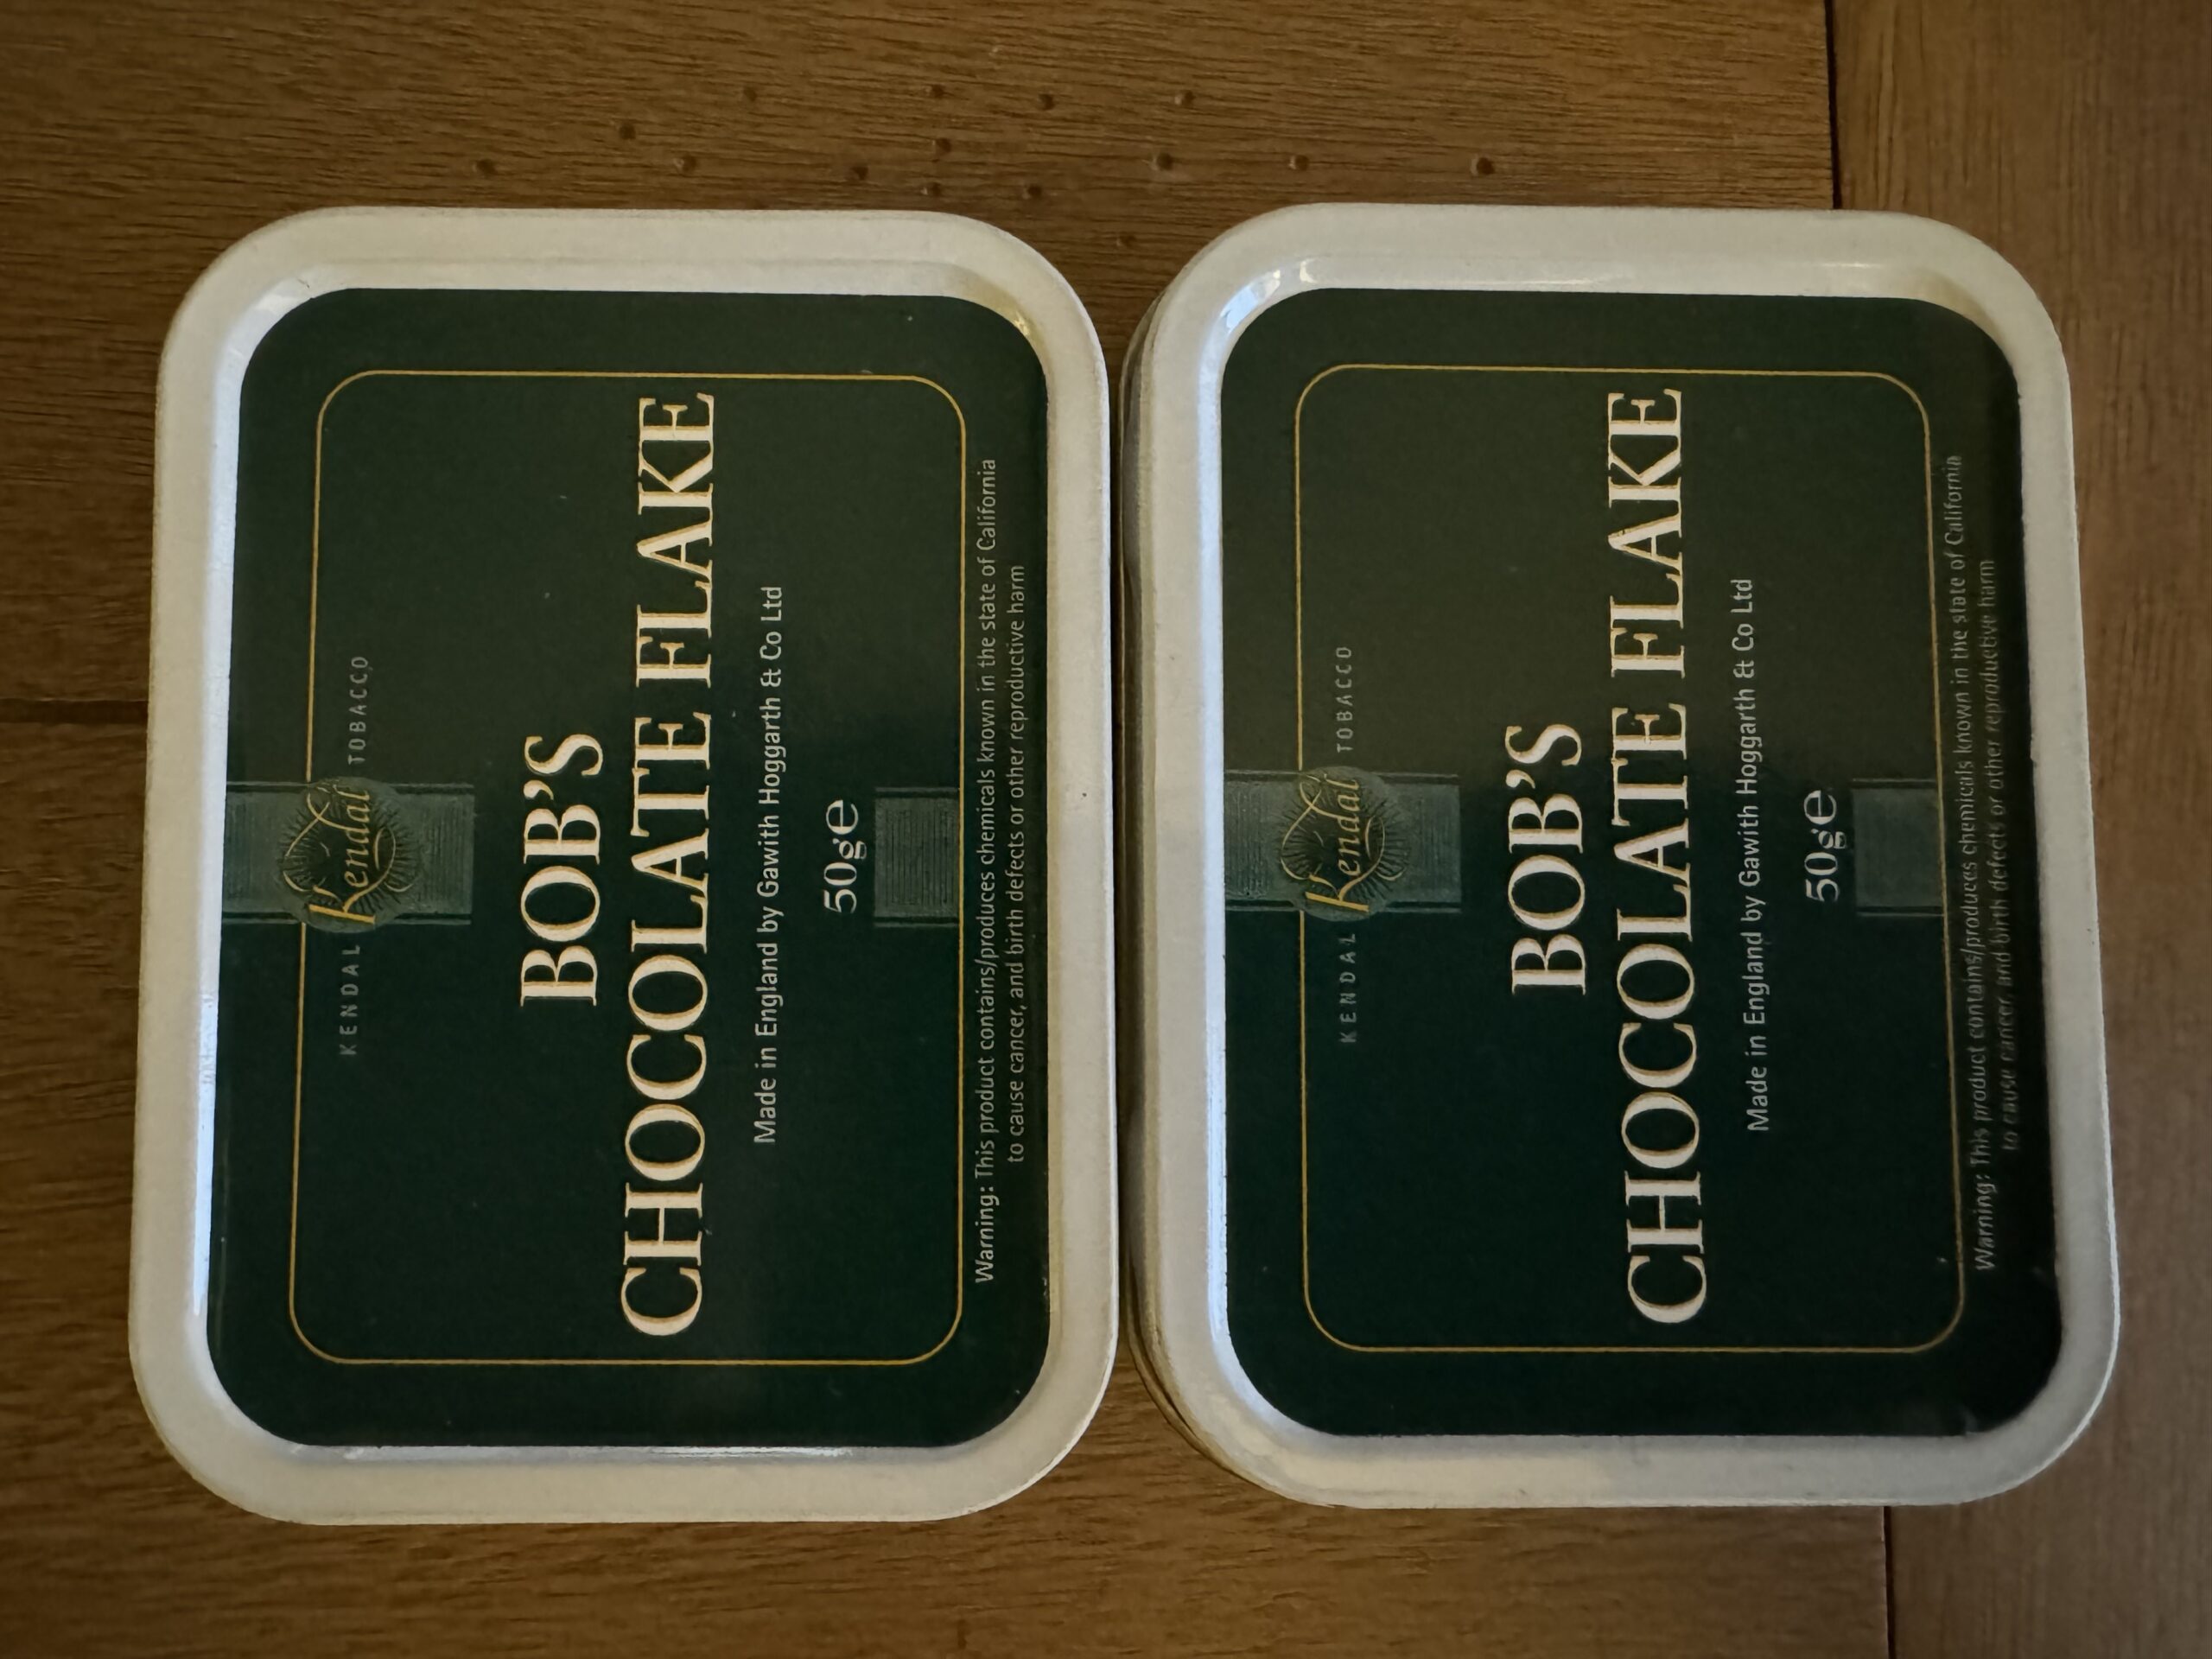 KENDAL Kendal TOBACCO
BOB'S
CHOCOLATE FLAKE
Made in England by Gawith Hoggarth & Co Ltd
50g℮
Warning: This product contains/produces chemicals known in the state of California
to cause cancer, and birth defects or other reproductive harm
KENDAL Kendal TOBACCO
BOB'S
CHOCOLATE FLAKE
Made in England by Gawith Hoggarth & Co Ltd
50g℮
Warning: This product contains/produces chemicals known in the state of California
to cause cancer, and birth defects or other reproductive harm